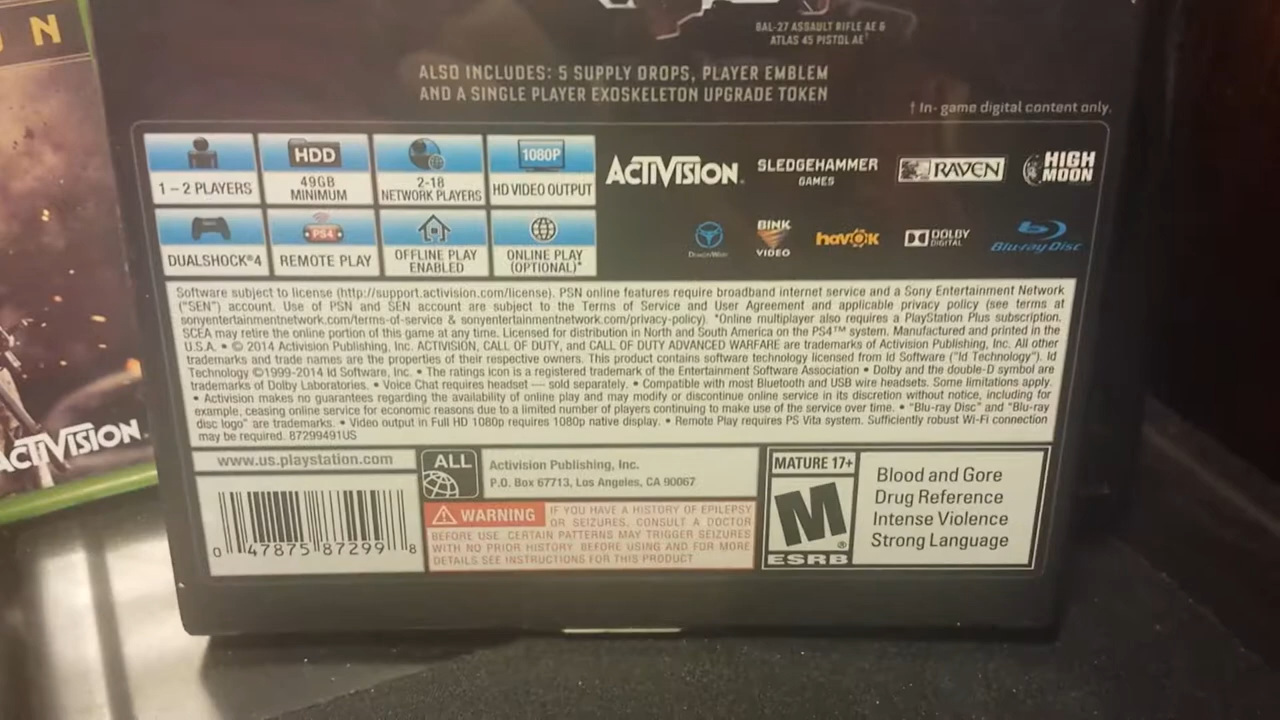 N
BAL-27 ASSAULT RIFLE AE &
ATLAS 45 PISTOL AE†
ALSO INCLUDES: 5 SUPPLY DROPS, PLAYER EMBLEM
AND A SINGLE PLAYER EXOSKELETON UPGRADE TOKEN
† In- game digital content only.
1 – 2 PLAYERS
HDD
49GB
MINIMUM
2-18
NETWORK PLAYERS
1080P
HD VIDEO OUTPUT
DUALSHOCK®4
PS4
REMOTE PLAY
OFFLINE PLAY
ENABLED
ONLINE PLAY
(OPTIONAL)*
ACTIVISION.
SLEDGEHAMMER
GAMES
RAVEN
HIGH
MOON
DEMONWARE
BINK
VIDEO
havok
DOLBY
DIGITAL
Blu-ray Disc
Software subject to license (http://support.activision.com/license). PSN online features require broadband internet service and a Sony Entertainment Network
("SEN") account. Use of PSN and SEN account are subject to the Terms of Service and User Agreement and applicable privacy policy (see terms at
sonyentertainmentnetwork.com/terms-of-service & sonyentertainmentnetwork.com/privacy-policy). *Online multiplayer also requires a PlayStation Plus subscription.
SCEA may retire the online portion of this game at any time. Licensed for distribution in North and South America on the PS4™ system. Manufactured and printed in the
U.S.A. • © 2014 Activision Publishing, Inc. ACTIVISION, CALL OF DUTY, and CALL OF DUTY ADVANCED WARFARE are trademarks of Activision Publishing, Inc. All other
trademarks and trade names are the properties of their respective owners. This product contains software technology licensed from Id Software ("Id Technology"). Id
Technology ©1999-2014 Id Software, Inc. • The ratings icon is a registered trademark of the Entertainment Software Association • Dolby and the double-D symbol are
trademarks of Dolby Laboratories. • Voice Chat requires headset — sold separately. • Compatible with most Bluetooth and USB wire headsets. Some limitations apply.
• Activision makes no guarantees regarding the availability of online play and may modify or discontinue online service in its discretion without notice, including for
example, ceasing online service for economic reasons due to a limited number of players continuing to make use of the service over time. • "Blu-ray Disc" and "Blu-ray
disc logo" are trademarks. • Video output in Full HD 1080p requires 1080p native display. • Remote Play requires PS Vita system. Sufficiently robust Wi-Fi connection
may be required. 87299491US
ACTIVISION.
www.us.playstation.com
0 47875 87299 8
ALL
Activision Publishing, Inc.
P.O. Box 67713, Los Angeles, CA 90067
WARNING IF YOU HAVE A HISTORY OF EPILEPSY
OR SEIZURES, CONSULT A DOCTOR
BEFORE USE. CERTAIN PATTERNS MAY TRIGGER SEIZURES
WITH NO PRIOR HISTORY. BEFORE USING AND FOR MORE
DETAILS SEE INSTRUCTIONS FOR THIS PRODUCT
MATURE 17+
M
®
ESRB
Blood and Gore
Drug Reference
Intense Violence
Strong Language